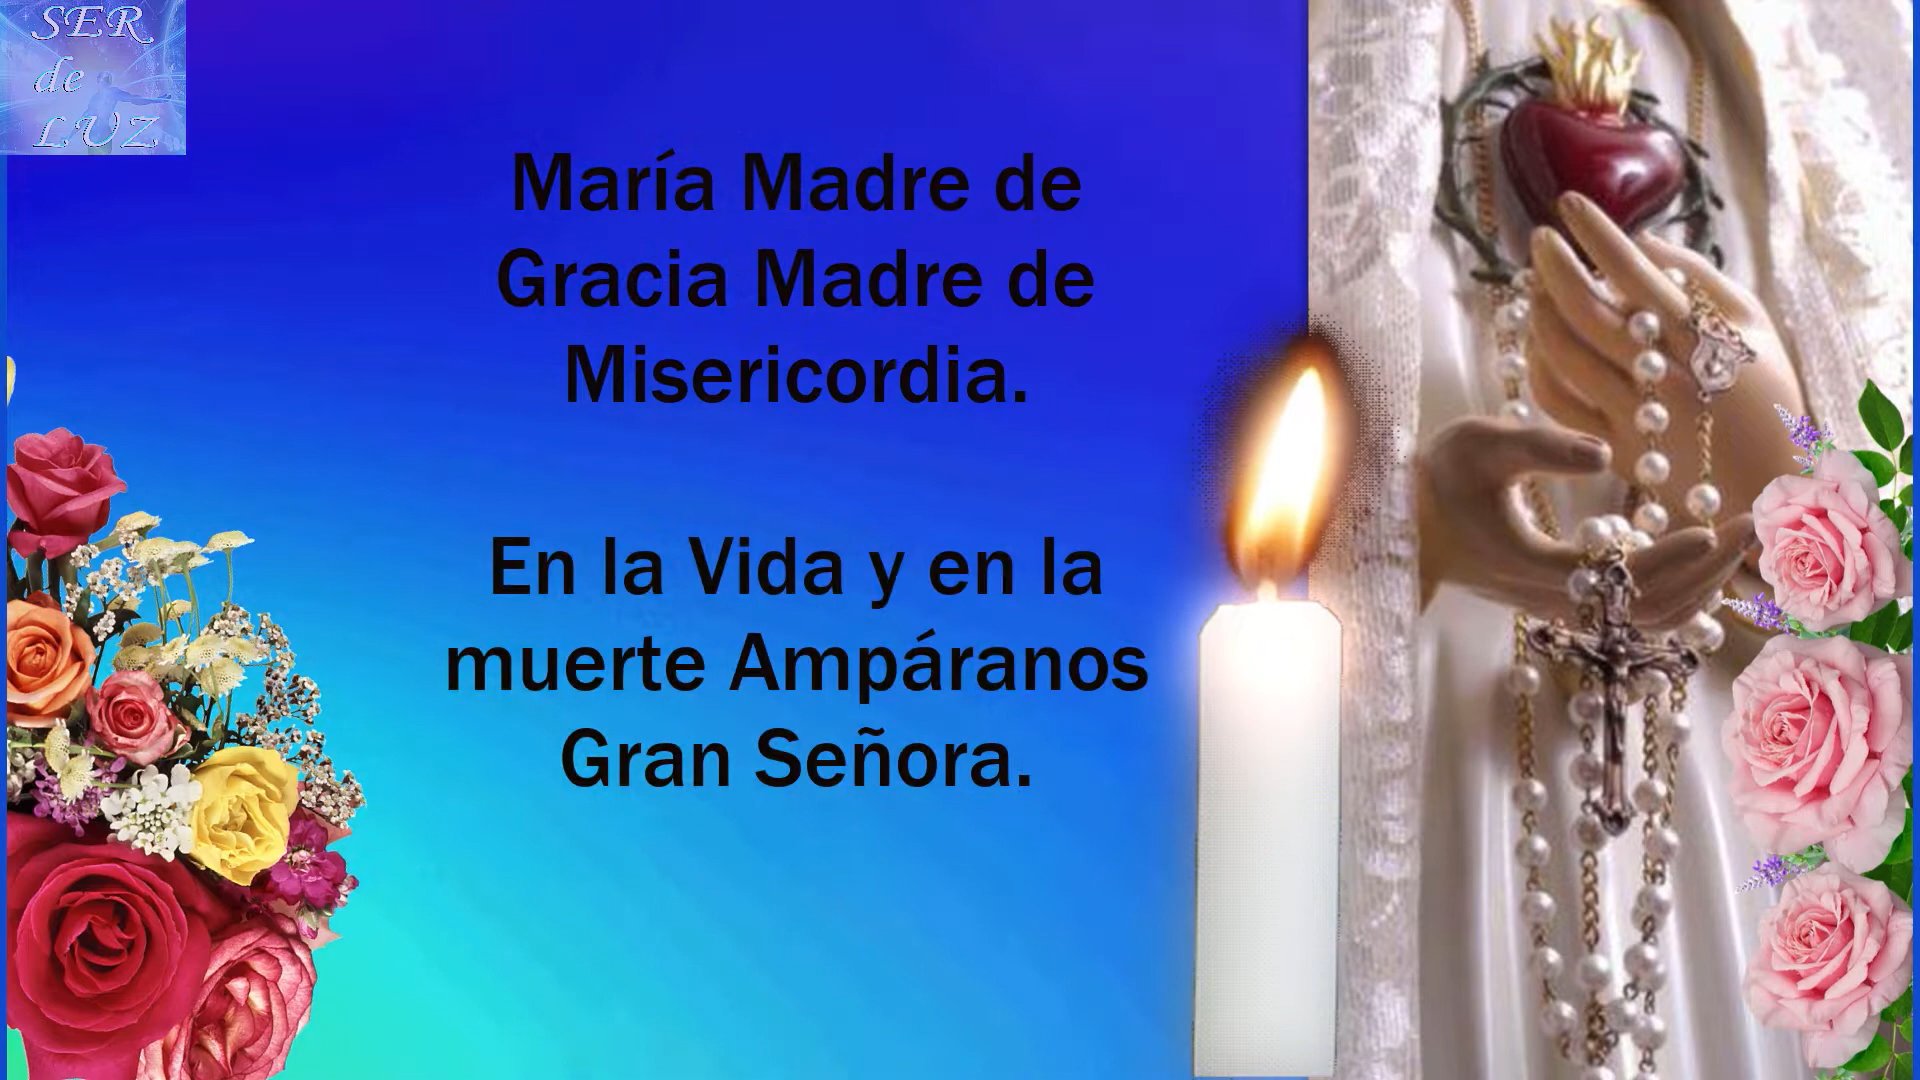 SER
de
LUZ
María Madre de
Gracia Madre de
Misericordia.
En la Vida y en la
muerte Ampáranos
Gran Señora.